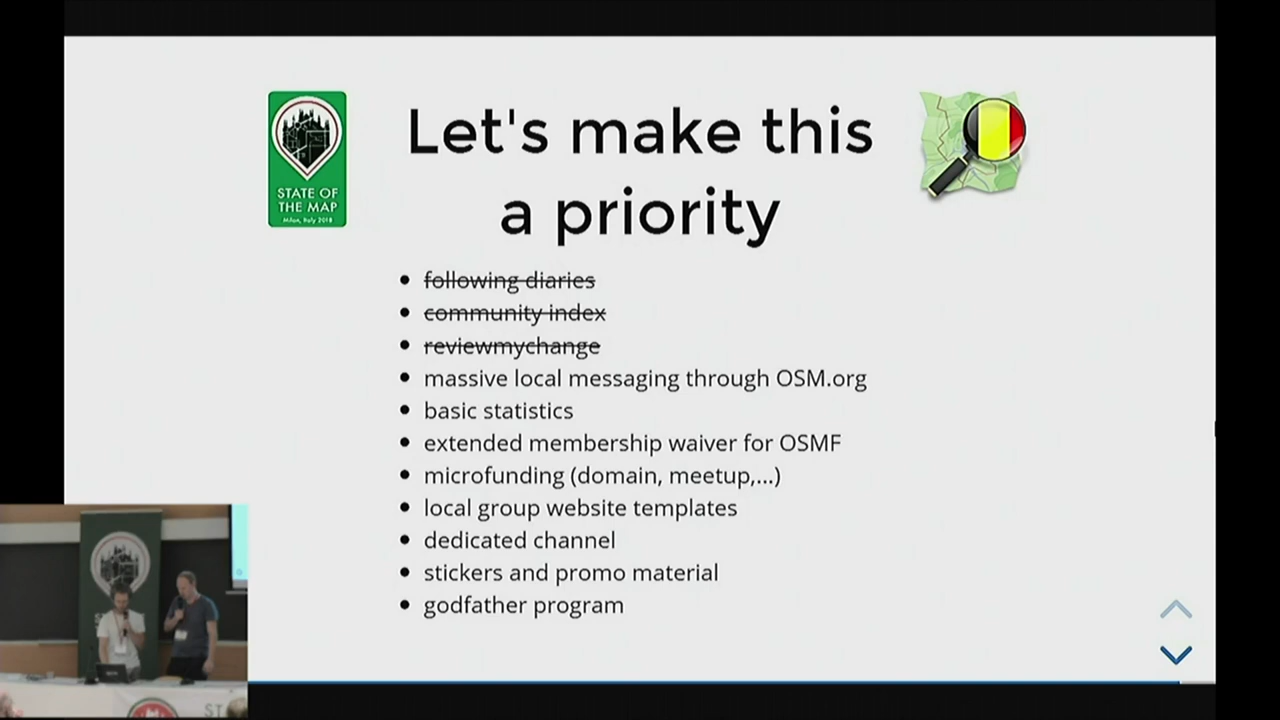 STATE OF
THE MAP
Milan, Italy 2018
Let's make this
a priority
following diaries
community index
reviewmychange
massive local messaging through OSM.org
basic statistics
extended membership waiver for OSMF
microfunding (domain, meetup,...)
local group website templates
dedicated channel
stickers and promo material
godfather program